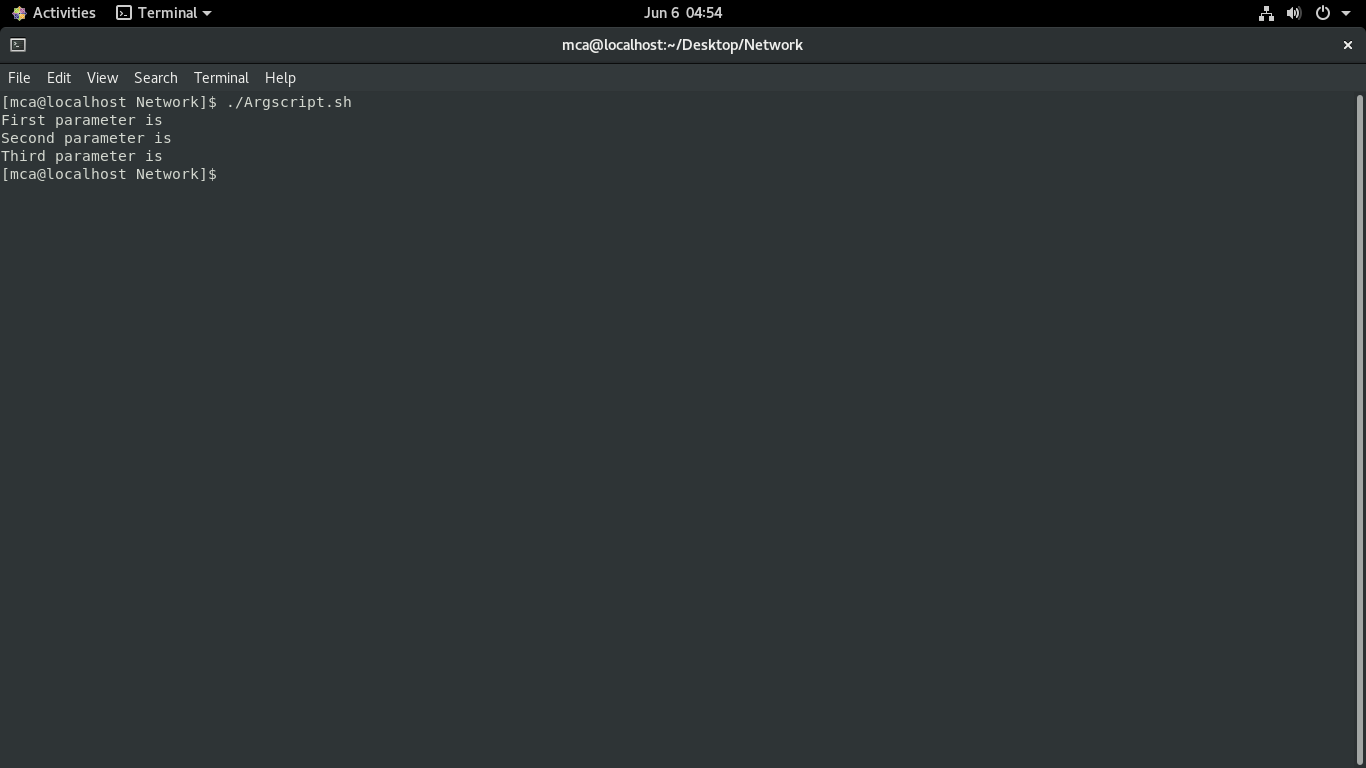 Activities Terminal Jun 6 04:54
mca@localhost:~/Desktop/Network
File Edit View Search Terminal Help
[mca@localhost Network]$ ./Argscript.sh
First parameter is
Second parameter is
Third parameter is
[mca@localhost Network]$